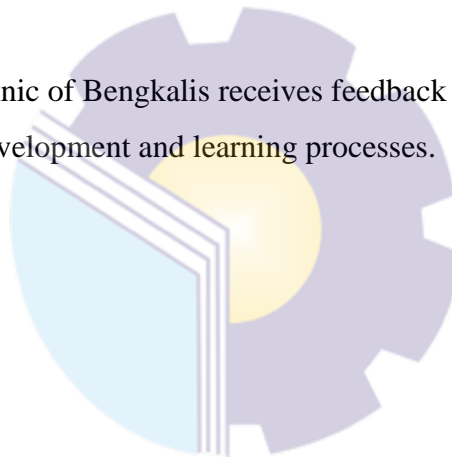 nic of Bengkalis receives feedback
velopment and learning processes.